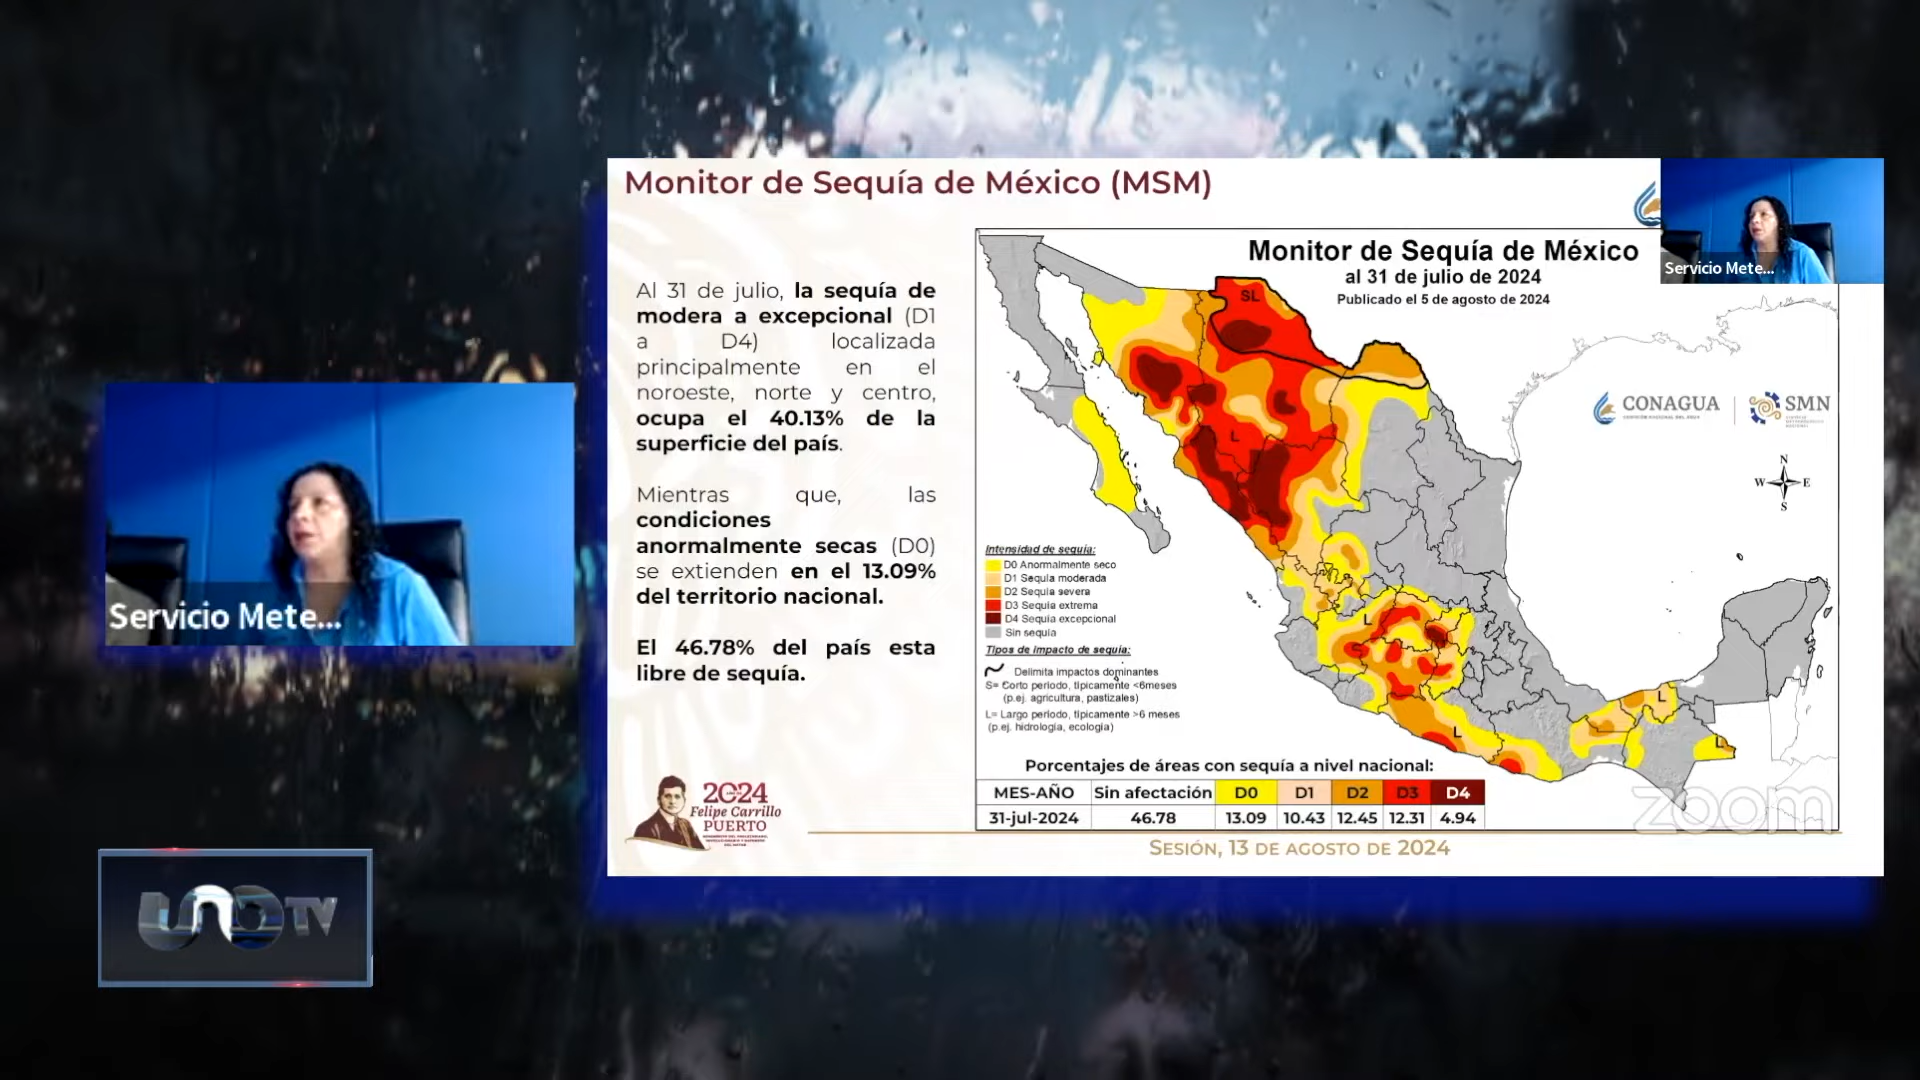 Monitor de Sequía de México (MSM)
Al 31 de julio, la sequía de
modera a excepcional (D1
a D4) localizada
principalmente en el
noroeste, norte y centro,
ocupa el 40.13% de la
superficie del país.
Mientras que, las
condiciones
anormalmente secas (D0)
se extienden en el 13.09%
del territorio nacional.
El 46.78% del país esta
libre de sequía.
2024
Felipe Carrillo
PUERTO
Monitor de Sequía de México
al 31 de julio de 2024
Publicado el 5 de agosto de 2024
SL
L
L
L
L
L
CONAGUA
COMISIÓN NACIONAL DEL AGUA
SMN
N
W E
S
Intensidad de sequía:
D0 Anormalmente seco
D1 Sequía moderada
D2 Sequía severa
D3 Sequía extrema
D4 Sequía excepcional
Sin sequía
Tipos de impacto de sequía:
Delimita impactos dominantes
S= Corto período, típicamente <6meses
(p.ej. agricultura, pastizales)
L= Largo período, típicamente >6 meses
(p.ej. hidrología, ecología)
Porcentajes de áreas con sequía a nivel nacional:
MES-AÑO Sin afectación D0 D1 D2 D3 D4
31-jul-2024 46.78 13.09 10.43 12.45 12.31 4.94
zoom
Sesión, 13 de agosto de 2024
Servicio Mete...
Servicio Mete...
UNO TV